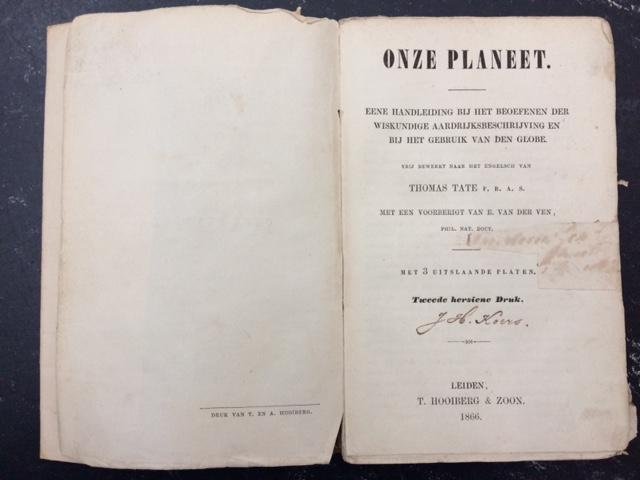 DRUK VAN T. EN A. HOOIBERG.
ONZE PLANEET.
EENE HANDLEIDING BIJ HET BEOEFENEN DER
WISKUNDIGE AARDRIJKSBESCHRIJVING EN
BIJ HET GEBRUIK VAN DEN GLOBE.
VRIJ BEWERKT NAAR HET ENGELSCH VAN
THOMAS TATE F. R. A. S.
MET EEN VOORBERIGT VAN E. VAN DER VEN,
PHIL. NAT. DOCT.
MET 3 UITSLAANDE PLATEN.
Tweede herziene Druk.
J H. Koers.
LEIDEN,
T. HOOIBERG & ZOON.
1866.